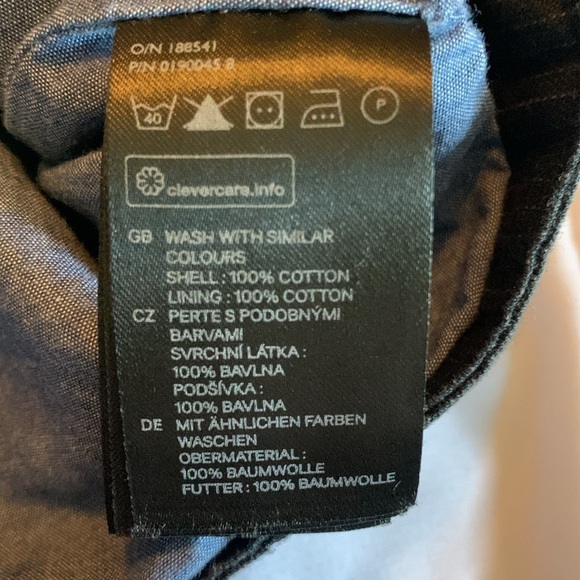 O/N 188541
P/N 0190045.8
40 P
clevercare.info
GB WASH WITH SIMILAR
COLOURS
SHELL : 100% COTTON
LINING : 100% COTTON
CZ PERTE S PODOBNÝMI
BARVAMI
SVRCHNÍ LÁTKA :
100% BAVLNA
PODŠÍVKA :
100% BAVLNA
DE MIT ÄHNLICHEN FARBEN
WASCHEN
OBERMATERIAL :
100% BAUMWOLLE
FUTTER : 100% BAUMWOLLE